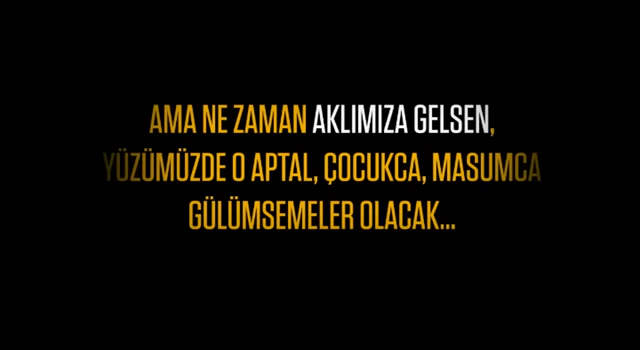 AMA NE ZAMAN AKLIMIZA GELSEN,
YÜZÜMÜZDE O APTAL, ÇOCUKCA, MASUMCA
GÜLÜMSEMELER OLACAK...